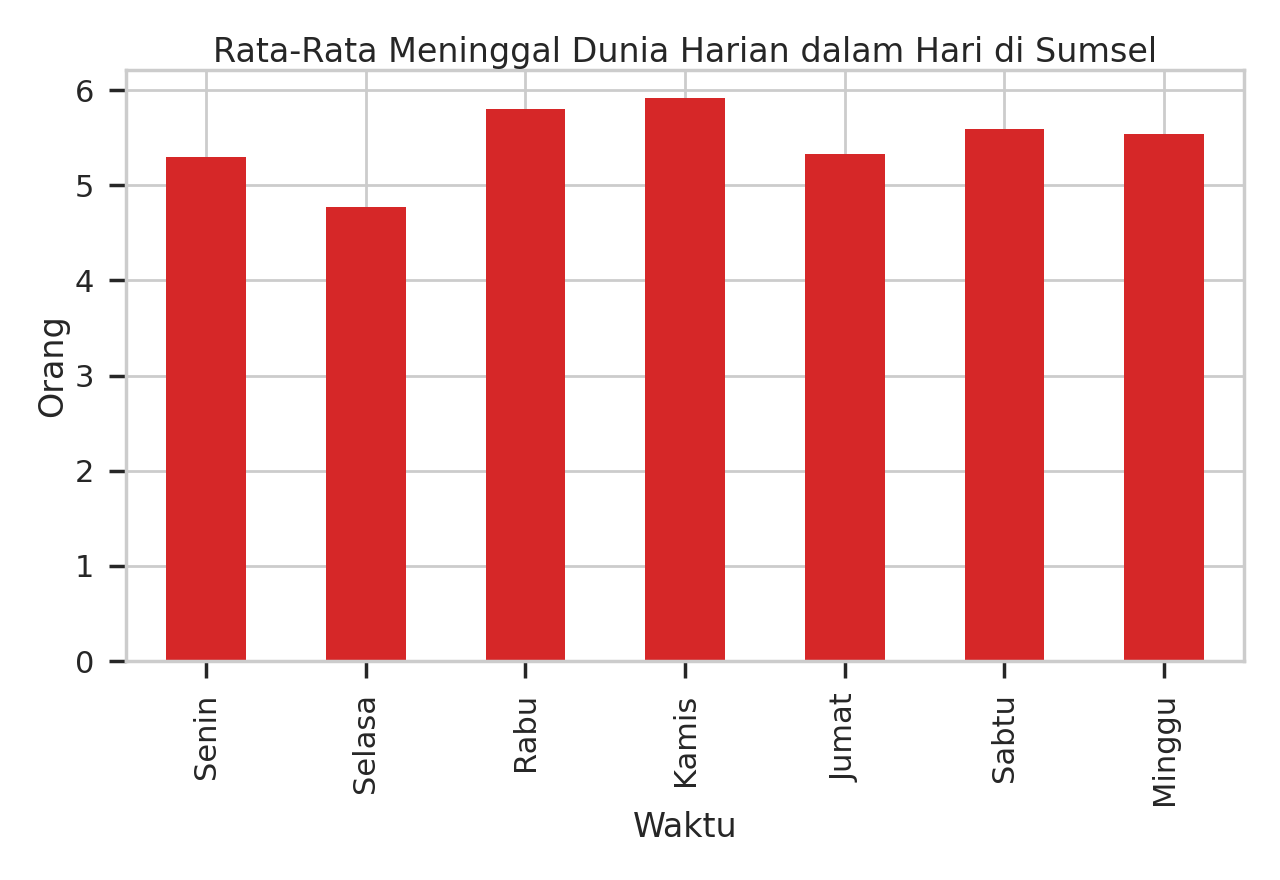 Rata-Rata Meninggal Dunia Harian dalam Hari di Sumsel
6
5
4
3
2
1
0
Orang
Senin
Selasa
Rabu
Kamis
Jumat
Sabtu
Minggu
Waktu